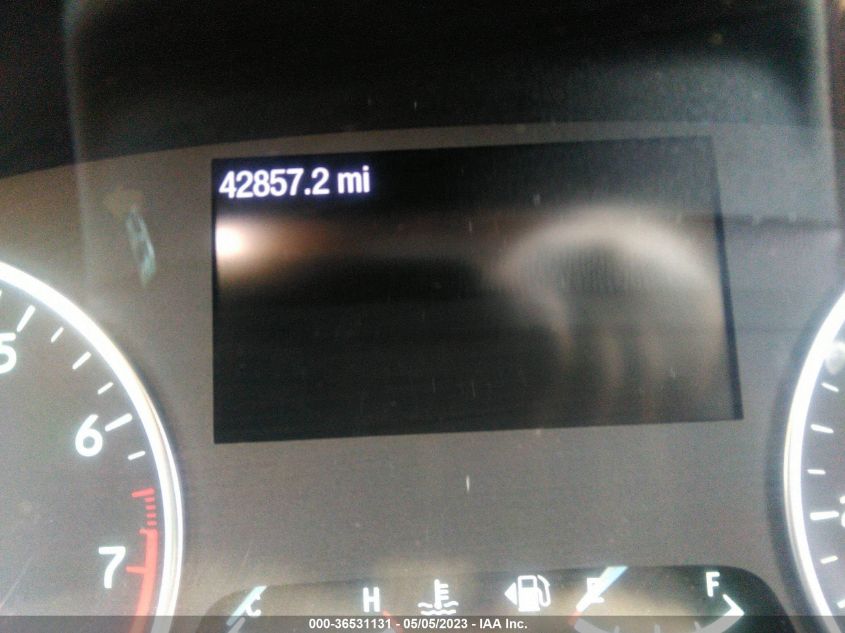 42857.2 mi
5
6
7
C H E F
000-36531131 - 05/05/2023 - IAA Inc.